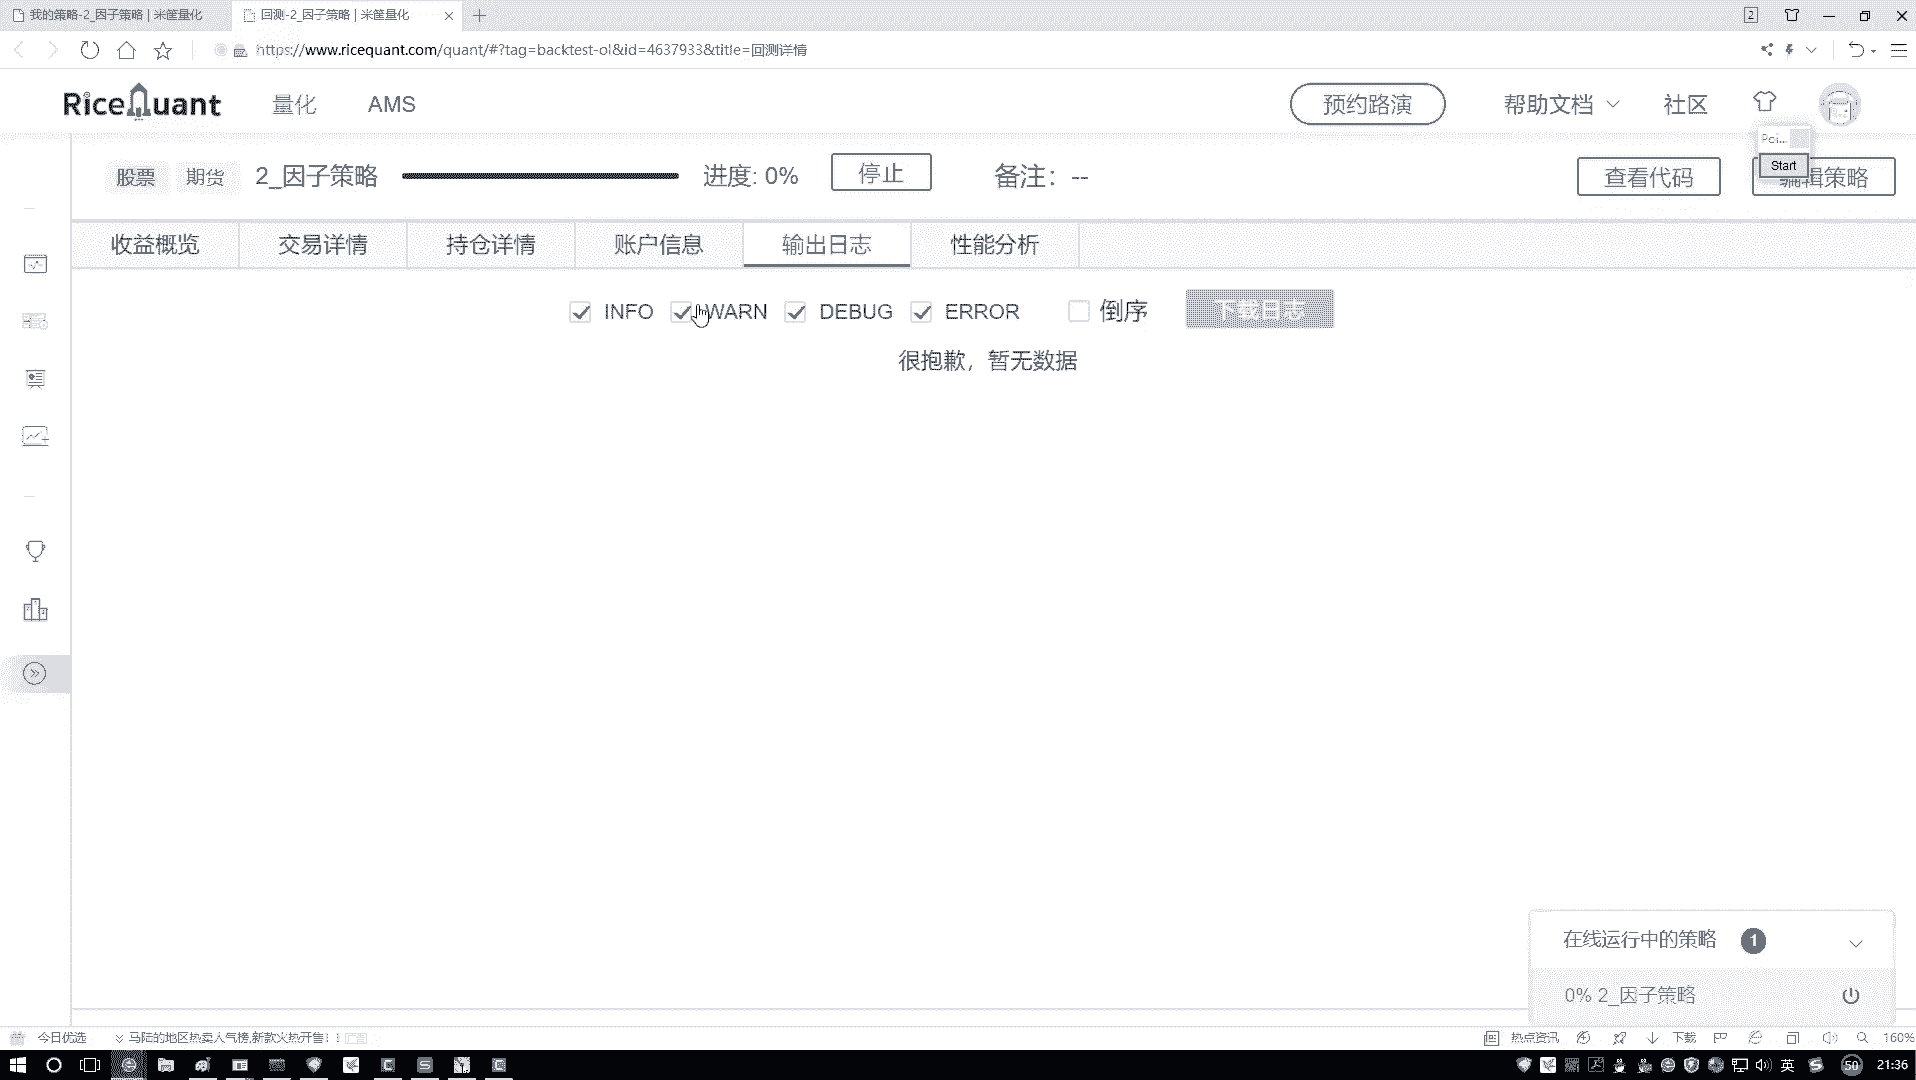 我的策略-2_因子策略 | 米筐量化
回测-2_因子策略 | 米筐量化
2
https://www.ricequant.com/quant/#?tag=backtest-ol&id=4637933&title=回测详情
RiceQuant
量化
AMS
预约路演
帮助文档
社区
Poi...
Start
股票
期货
2_因子策略
进度: 0%
停止
备注： --
查看代码
编辑策略
收益概览
交易详情
持仓详情
账户信息
输出日志
性能分析
INFO
WARN
DEBUG
ERROR
倒序
下载日志
很抱歉，暂无数据
在线运行中的策略
1
0% 2_因子策略
今日优选
马陆的地区热卖人气榜,新款火热开售！！
热点资讯
下载
160%
英
50
21:36